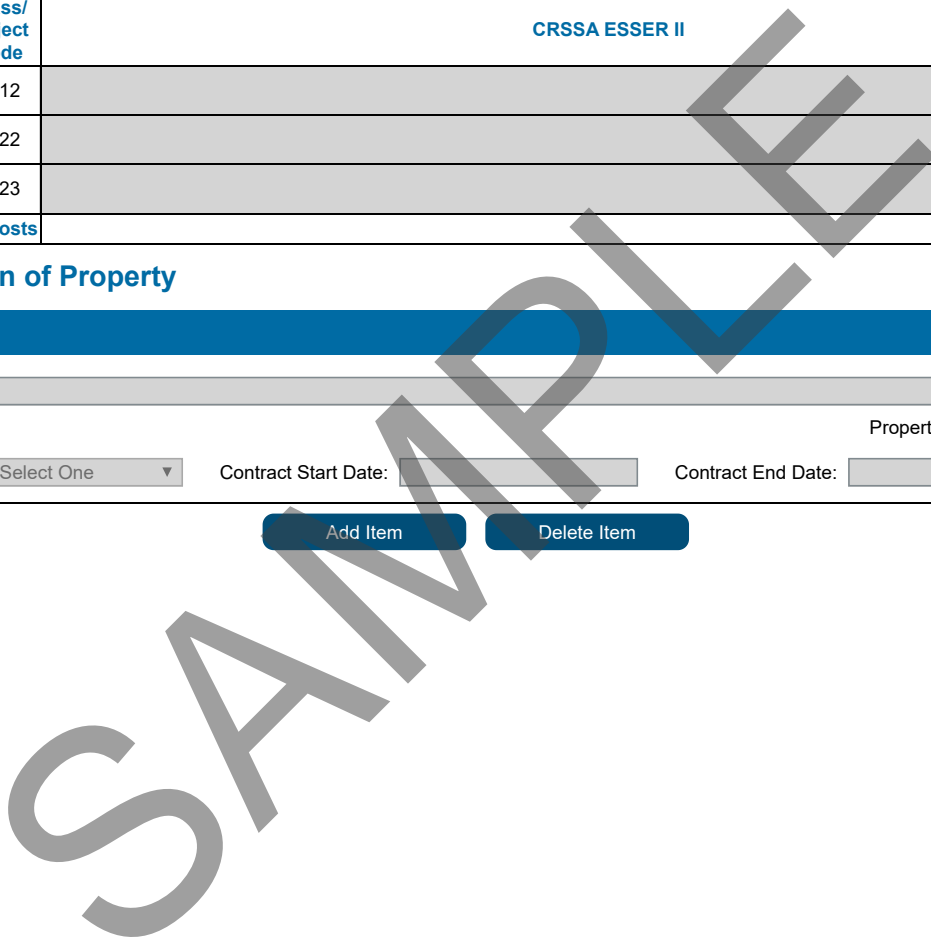 ss/
ject
de
CRSSA ESSER II
12
22
23
osts
n of Property
Propert
Select One ▼ Contract Start Date: Contract End Date:
Add Item Delete Item
SAMPLE